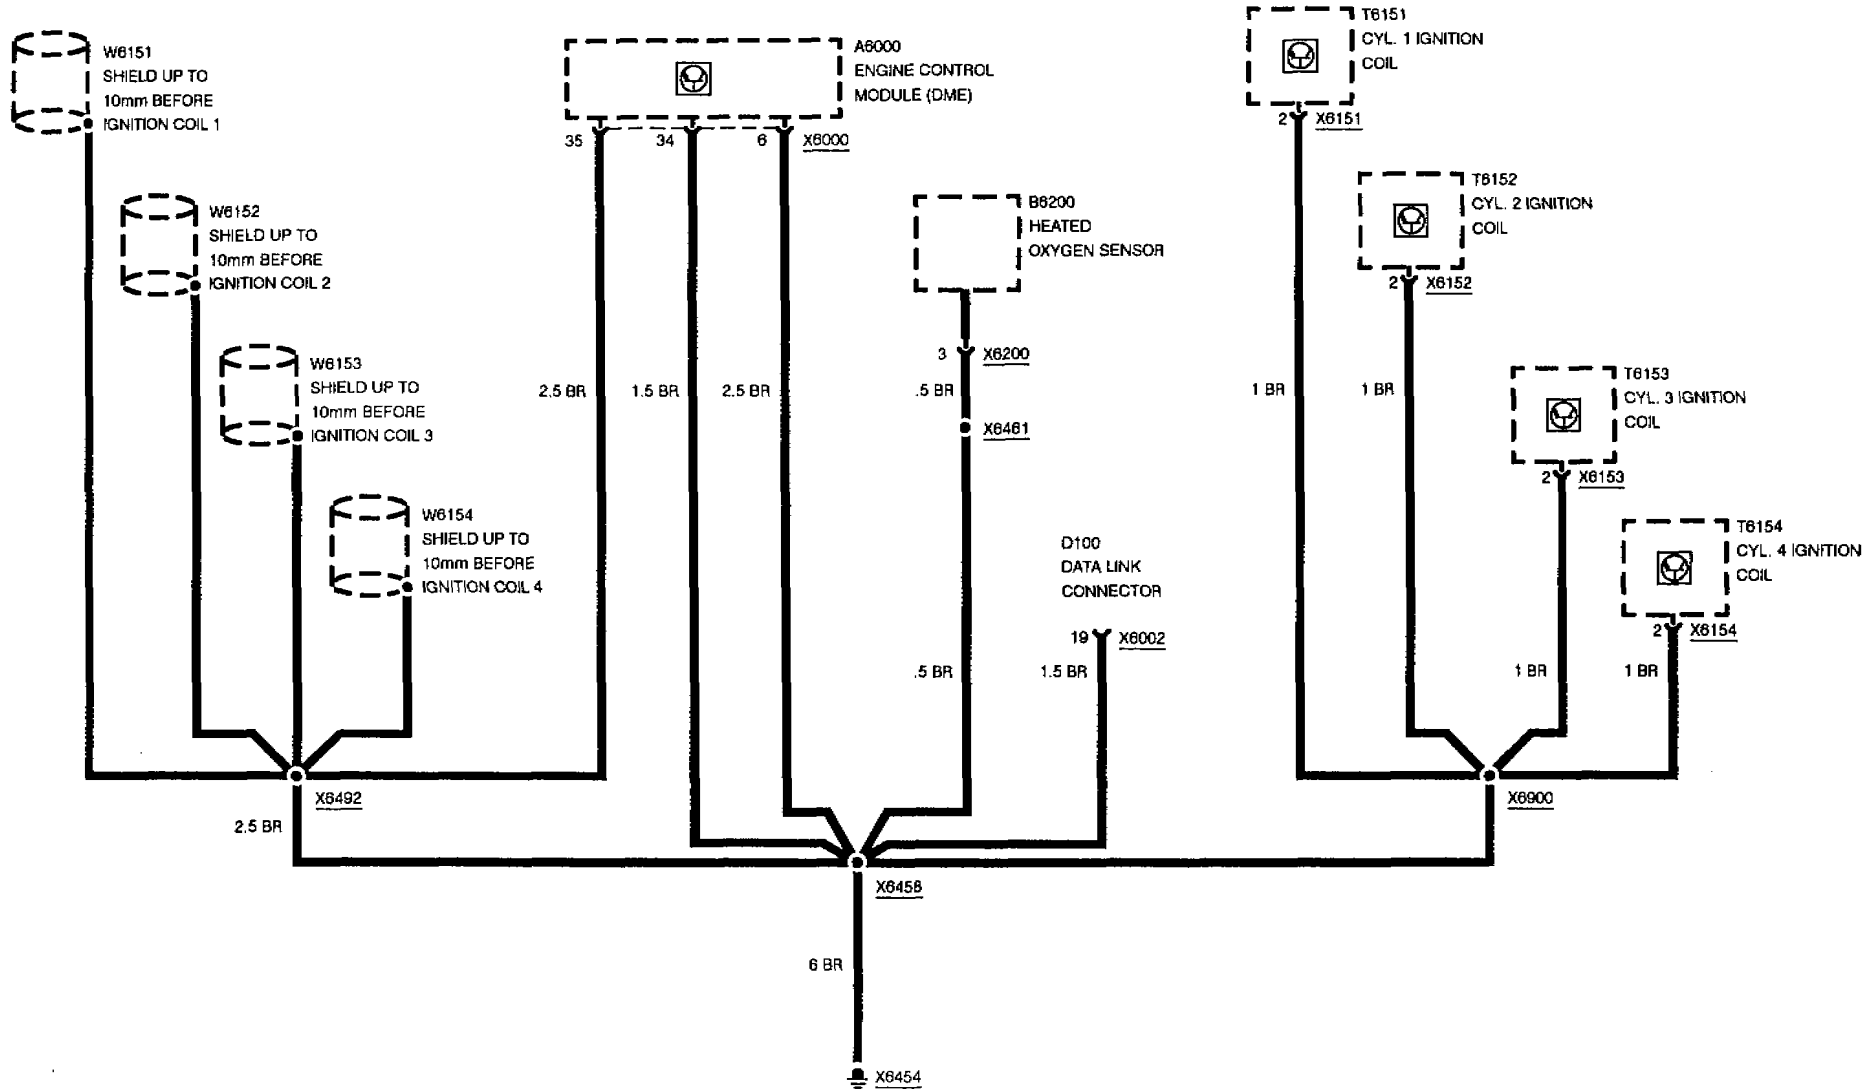 W6151
SHIELD UP TO
10mm BEFORE
IGNITION COIL 1
W6152
SHIELD UP TO
10mm BEFORE
IGNITION COIL 2
W6153
SHIELD UP TO
10mm BEFORE
IGNITION COIL 3
W6154
SHIELD UP TO
10mm BEFORE
IGNITION COIL 4
A6000
ENGINE CONTROL
MODULE (DME)
35
34
6
X6000
B6200
HEATED
OXYGEN SENSOR
3
X6200
2.5 BR
1.5 BR
2.5 BR
.5 BR
X6461
D100
DATA LINK
CONNECTOR
19
X6002
.5 BR
1.5 BR
T6151
CYL. 1 IGNITION
COIL
2
X6151
T6152
CYL. 2 IGNITION
COIL
2
X6152
T6153
CYL. 3 IGNITION
COIL
2
X6153
T6154
CYL. 4 IGNITION
COIL
2
X6154
1 BR
1 BR
1 BR
1 BR
X6492
2.5 BR
X6900
X6458
6 BR
X6454